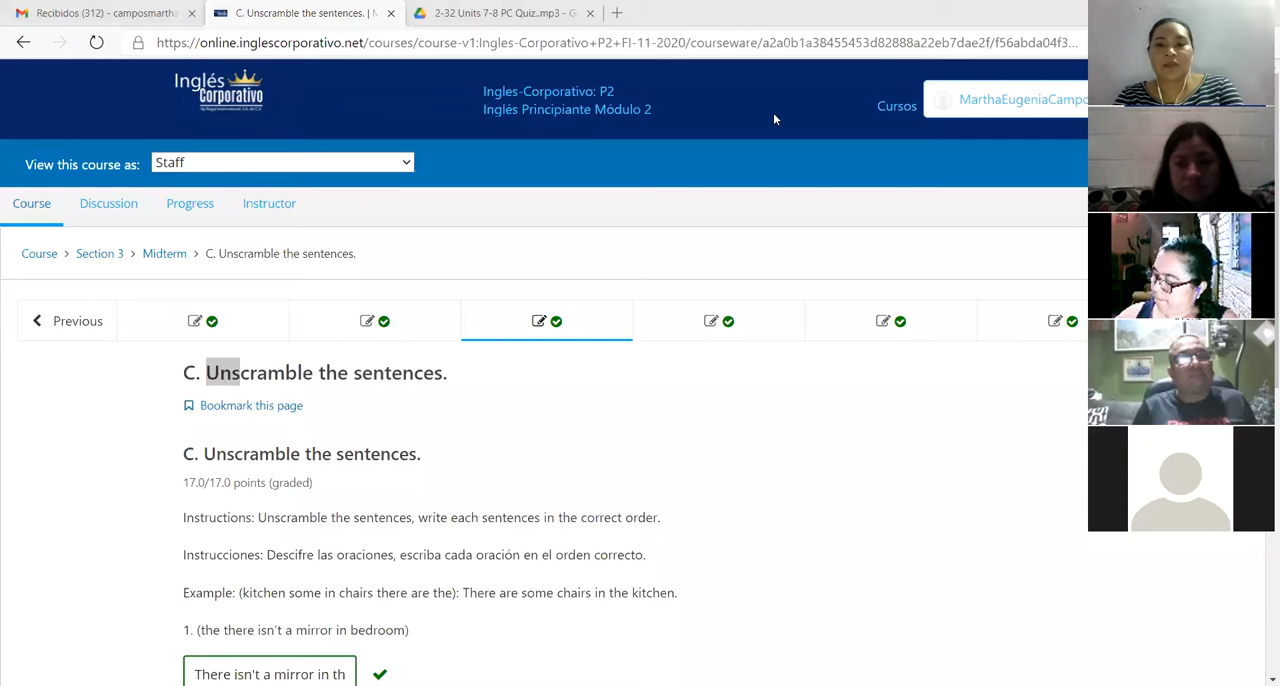 Recibidos (312) - camposmartha
C. Unscramble the sentences. |
2-32 Units 7-8 PC Quiz..mp3 -
https://online.inglescorporativo.net/courses/course-v1:Ingles-Corporativo+P2+FI-11-2020/courseware/a2a0b1a38455453d82888a22eb7dae2f/f56abda04f3...
Inglés
Corporativo
Ingles-Corporativo: P2
Inglés Principiante Módulo 2
Cursos
MarthaEugeniaCampo
View this course as:
Staff
Course
Discussion
Progress
Instructor
Course > Section 3 > Midterm > C. Unscramble the sentences.
Previous
C. Unscramble the sentences.
Bookmark this page
C. Unscramble the sentences.
17.0/17.0 points (graded)
Instructions: Unscramble the sentences, write each sentences in the correct order.
Instrucciones: Descifre las oraciones, escriba cada oración en el orden correcto.
Example: (kitchen some in chairs there are the): There are some chairs in the kitchen.
1. (the there isn´t a mirror in bedroom)
There isn't a mirror in th